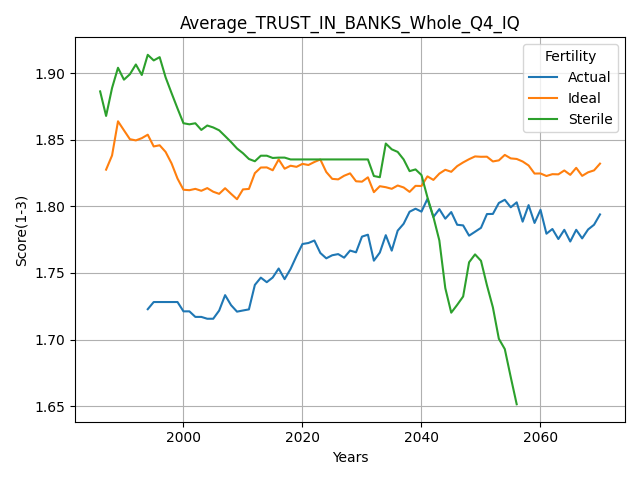 Average_TRUST_IN_BANKS_Whole_Q4_IQ
Fertility
Actual
Ideal
Sterile
Score(1-3)
1.90
1.85
1.80
1.75
1.70
1.65
2000 2020 2040 2060
Years